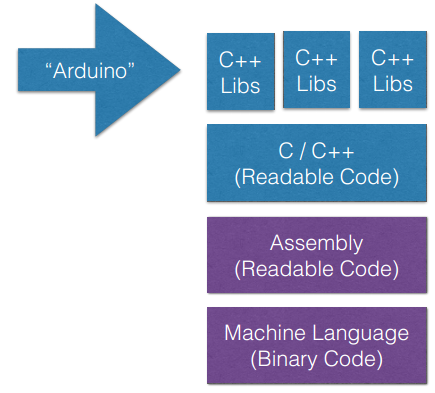 “Arduino”
C++
Libs
C++
Libs
C++
Libs
C / C++
(Readable Code)
Assembly
(Readable Code)
Machine Language
(Binary Code)